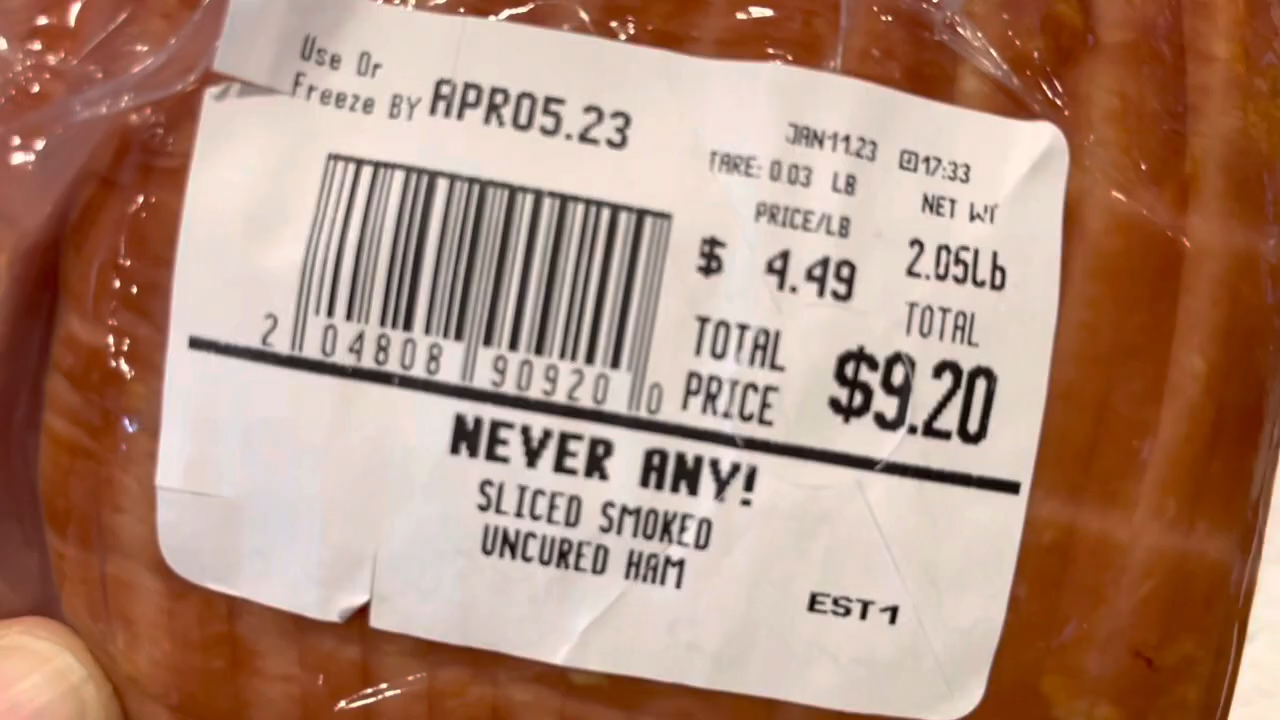 Use Or
Freeze BY APR05.23
JAN11.23 17:33
TARE: 0.03 LB
NET WT
PRICE/LB
$ 4.49
2.05Lb
TOTAL
TOTAL
PRICE
$9.20
2 04808 90920 0
NEVER ANY!
SLICED SMOKED
UNCURED HAM
EST1